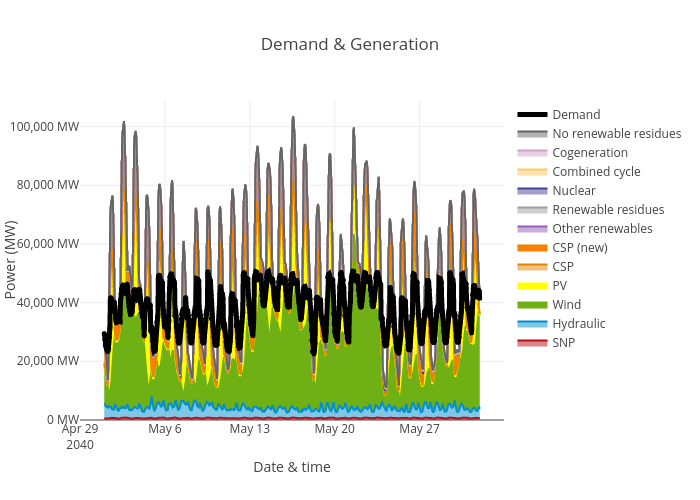 Demand & Generation
Demand
No renewable residues
Cogeneration
Combined cycle
Nuclear
Renewable residues
Other renewables
CSP (new)
CSP
PV
Wind
Hydraulic
SNP
100,000 MW
80,000 MW
60,000 MW
40,000 MW
20,000 MW
0 MW
Power (MW)
Apr 29
2040
May 6
May 13
May 20
May 27
Date & time